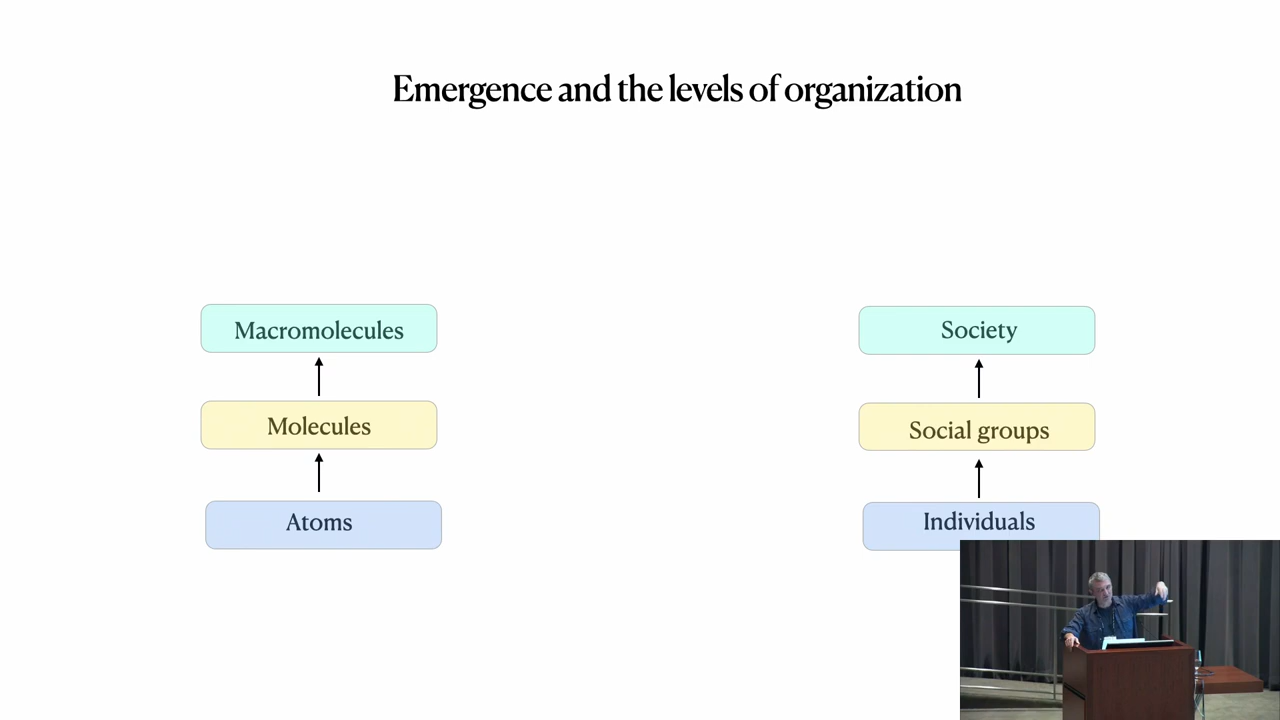 Emergence and the levels of organization
Macromolecules
Molecules
Atoms
Society
Social groups
Individuals